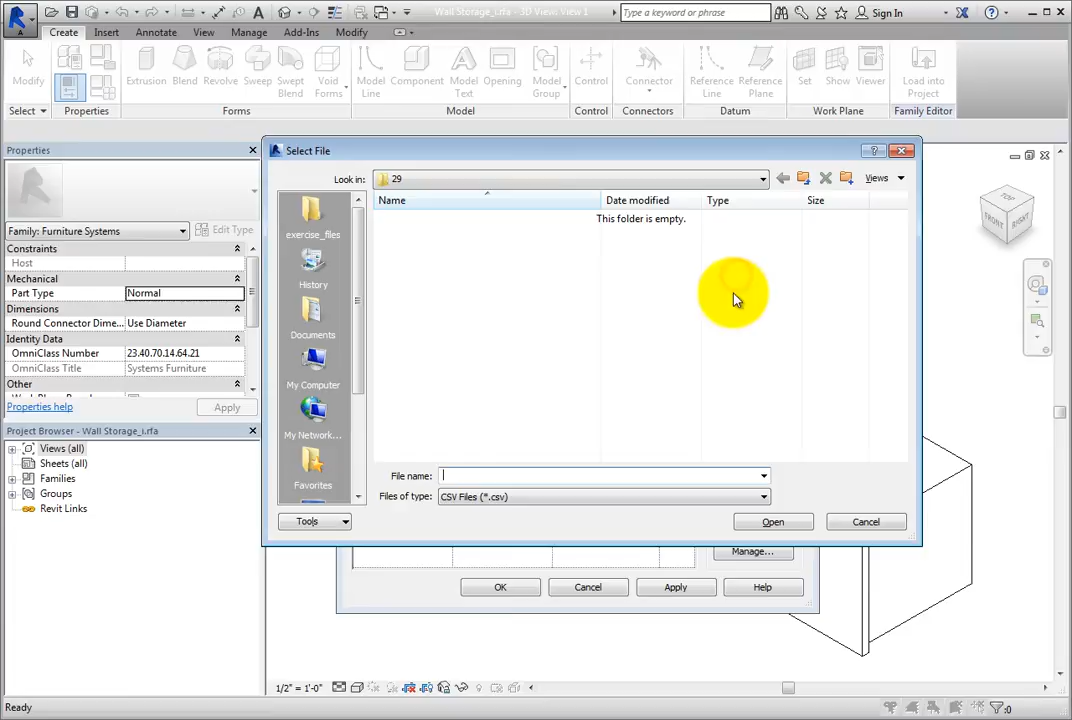 Wall Storage_i.rfa - 3D View: View 1
Type a keyword or phrase
Sign In
Create
Insert
Annotate
View
Manage
Add-Ins
Modify
Modify
Extrusion
Blend
Revolve
Sweep
Swept
Blend
Void
Forms
Model
Line
Component
Model
Text
Opening
Model
Group
Control
Connector
Reference
Line
Reference
Plane
Set
Show
Viewer
Load into
Project
Select
Properties
Forms
Model
Control
Connectors
Datum
Work Plane
Family Editor
Properties
Family: Furniture Systems
Edit Type
Constraints
Host
Mechanical
Part Type
Normal
Dimensions
Round Connector Dime...
Use Diameter
Identity Data
OmniClass Number
23.40.70.14.64.21
OmniClass Title
Systems Furniture
Other
Properties help
Apply
Project Browser - Wall Storage_i.rfa
Views (all)
Sheets (all)
Families
Groups
Revit Links
Select File
Look in:
29
Views
Name
Date modified
Type
Size
This folder is empty.
exercise_files
History
Documents
My Computer
My Network...
Favorites
File name:
Files of type:
CSV Files (*.csv)
Tools
Open
Cancel
Manage...
OK
Cancel
Apply
Help
TOP
FRONT
RIGHT
1/2" = 1'-0"
Ready
:0